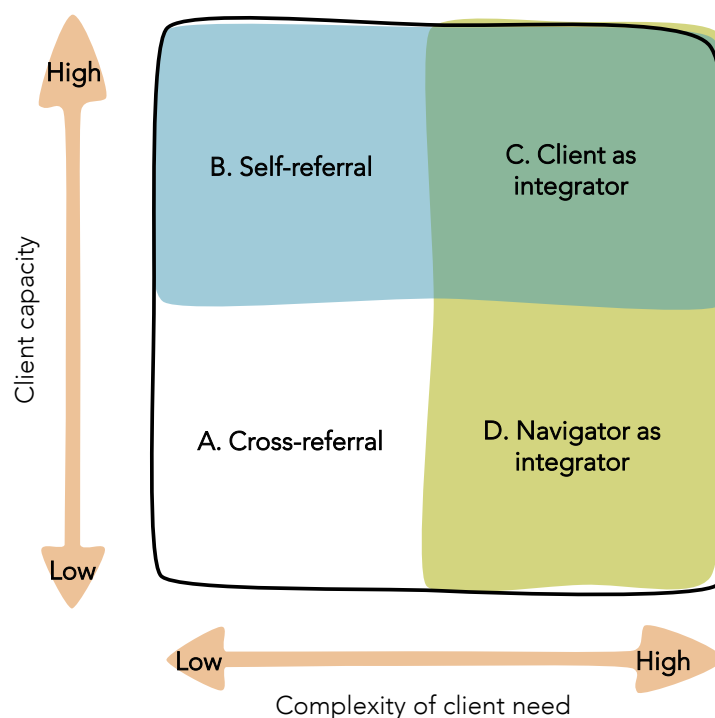 High
B. Self-referral
C. Client as
integrator
Client capacity
A. Cross-referral
D. Navigator as
integrator
Low
Low
High
Complexity of client need